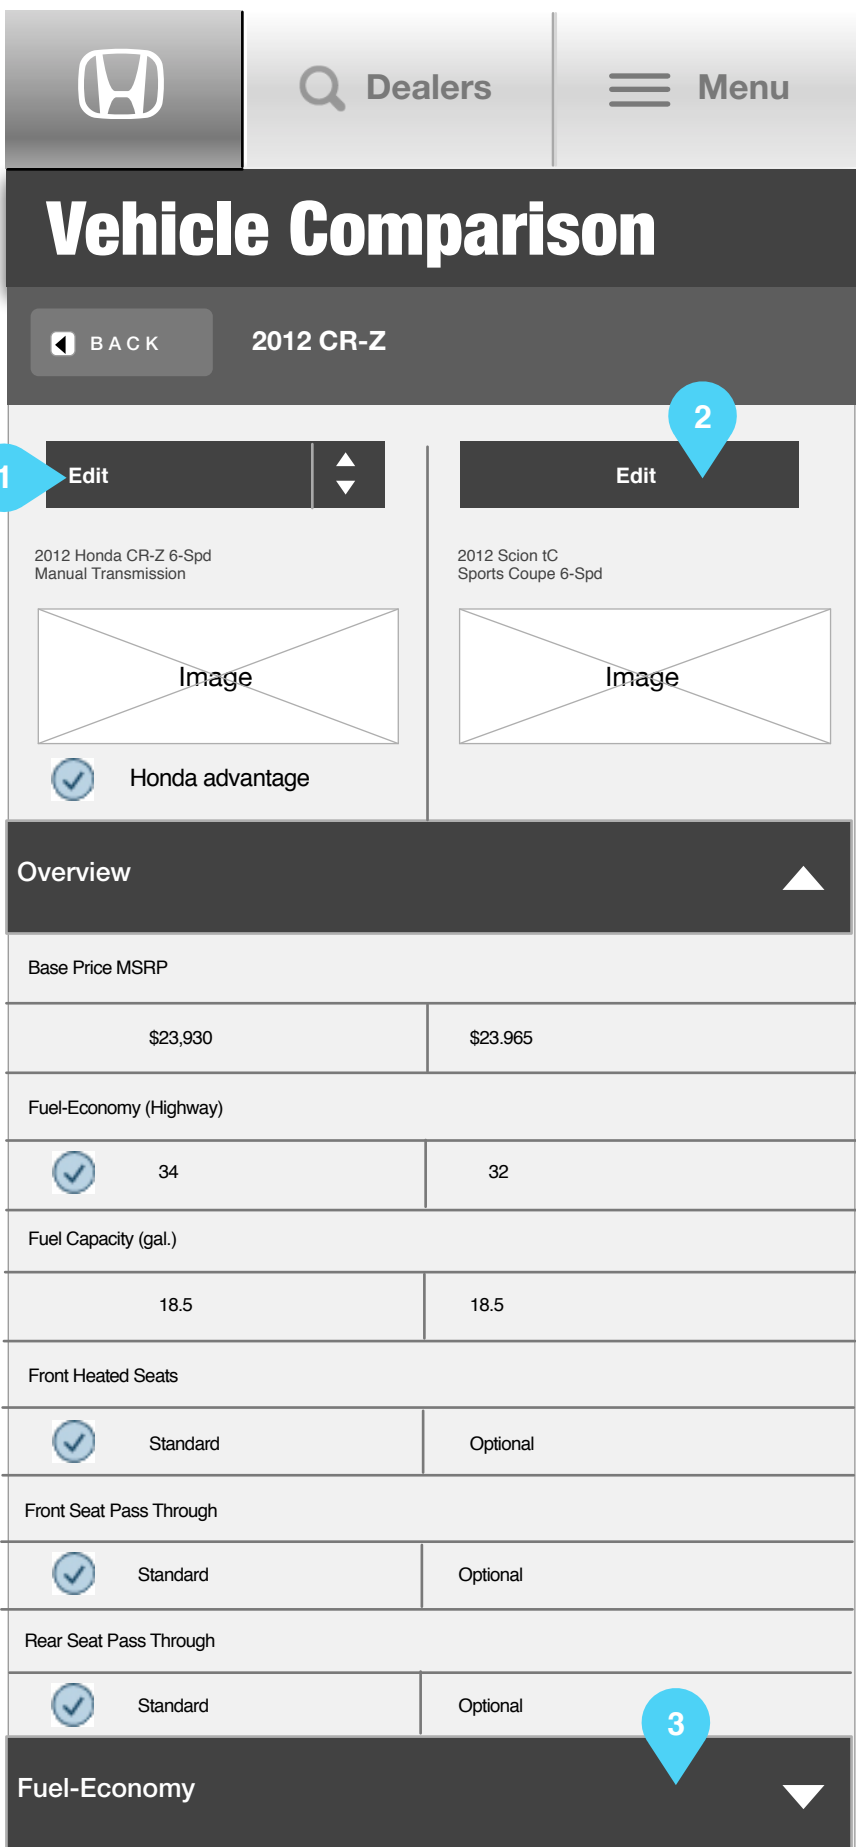 Dealers
Menu
Vehicle Comparison
BACK
2012 CR-Z
2
1
Edit
Edit
2012 Honda CR-Z 6-Spd
Manual Transmission
2012 Scion tC
Sports Coupe 6-Spd
Image
Image
Honda advantage
Overview
Base Price MSRP
$23,930
$23.965
Fuel-Economy (Highway)
34
32
Fuel Capacity (gal.)
18.5
18.5
Front Heated Seats
Standard
Optional
Front Seat Pass Through
Standard
Optional
Rear Seat Pass Through
Standard
Optional
3
Fuel-Economy